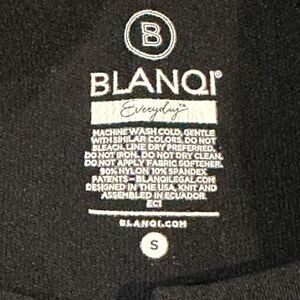 B
BLANQI®
Everyday™
MACHINE WASH COLD, GENTLE
WITH SIMILAR COLORS. DO NOT
BLEACH. LINE DRY PREFERRED.
DO NOT IRON. DO NOT DRY CLEAN.
DO NOT APPLY FABRIC SOFTENER.
90% NYLON 10% SPANDEX
PATENTS – BLANQILEGAL.COM
DESIGNED IN THE USA, KNIT AND
ASSEMBLED IN ECUADOR.
EC1
BLANQI.COM
S